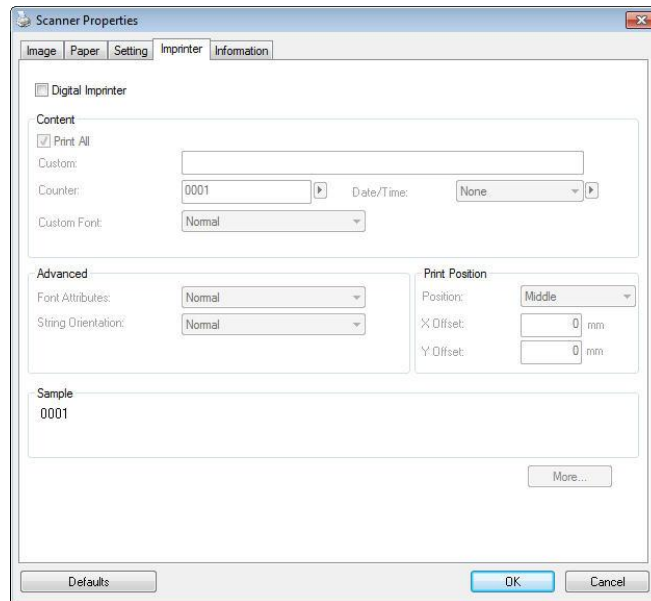 Scanner Properties
Image Paper Setting Imprinter Information
Digital Imprinter
Content
Print All
Custom:
Counter: 0001 Date/Time: None
Custom Font: Normal
Advanced
Font Attributes: Normal
String Orientation: Normal
Print Position
Position: Middle
X Offset: 0 mm
Y Offset: 0 mm
Sample
0001
More...
Defaults OK Cancel